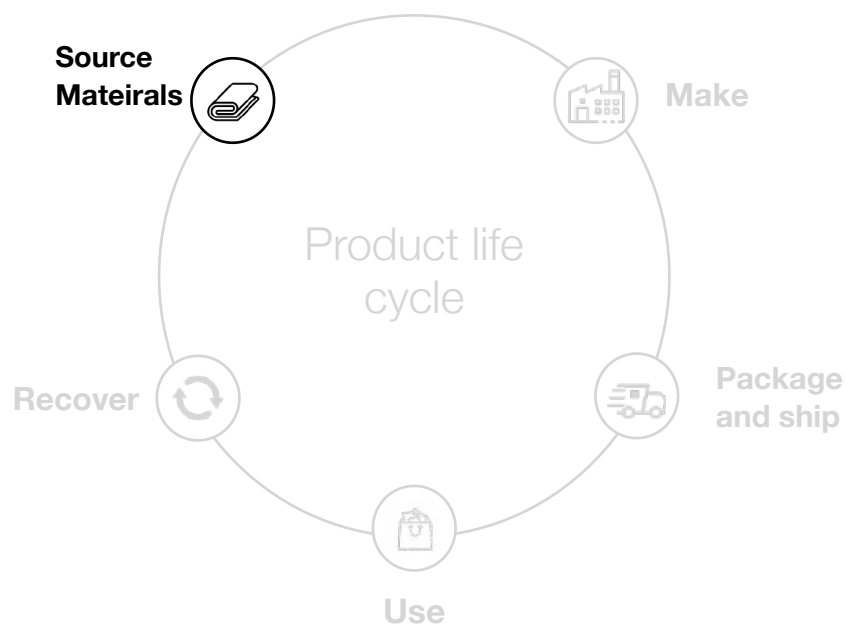 Source
Mateirals
Make
Product life
cycle
Recover
Package
and ship
Use